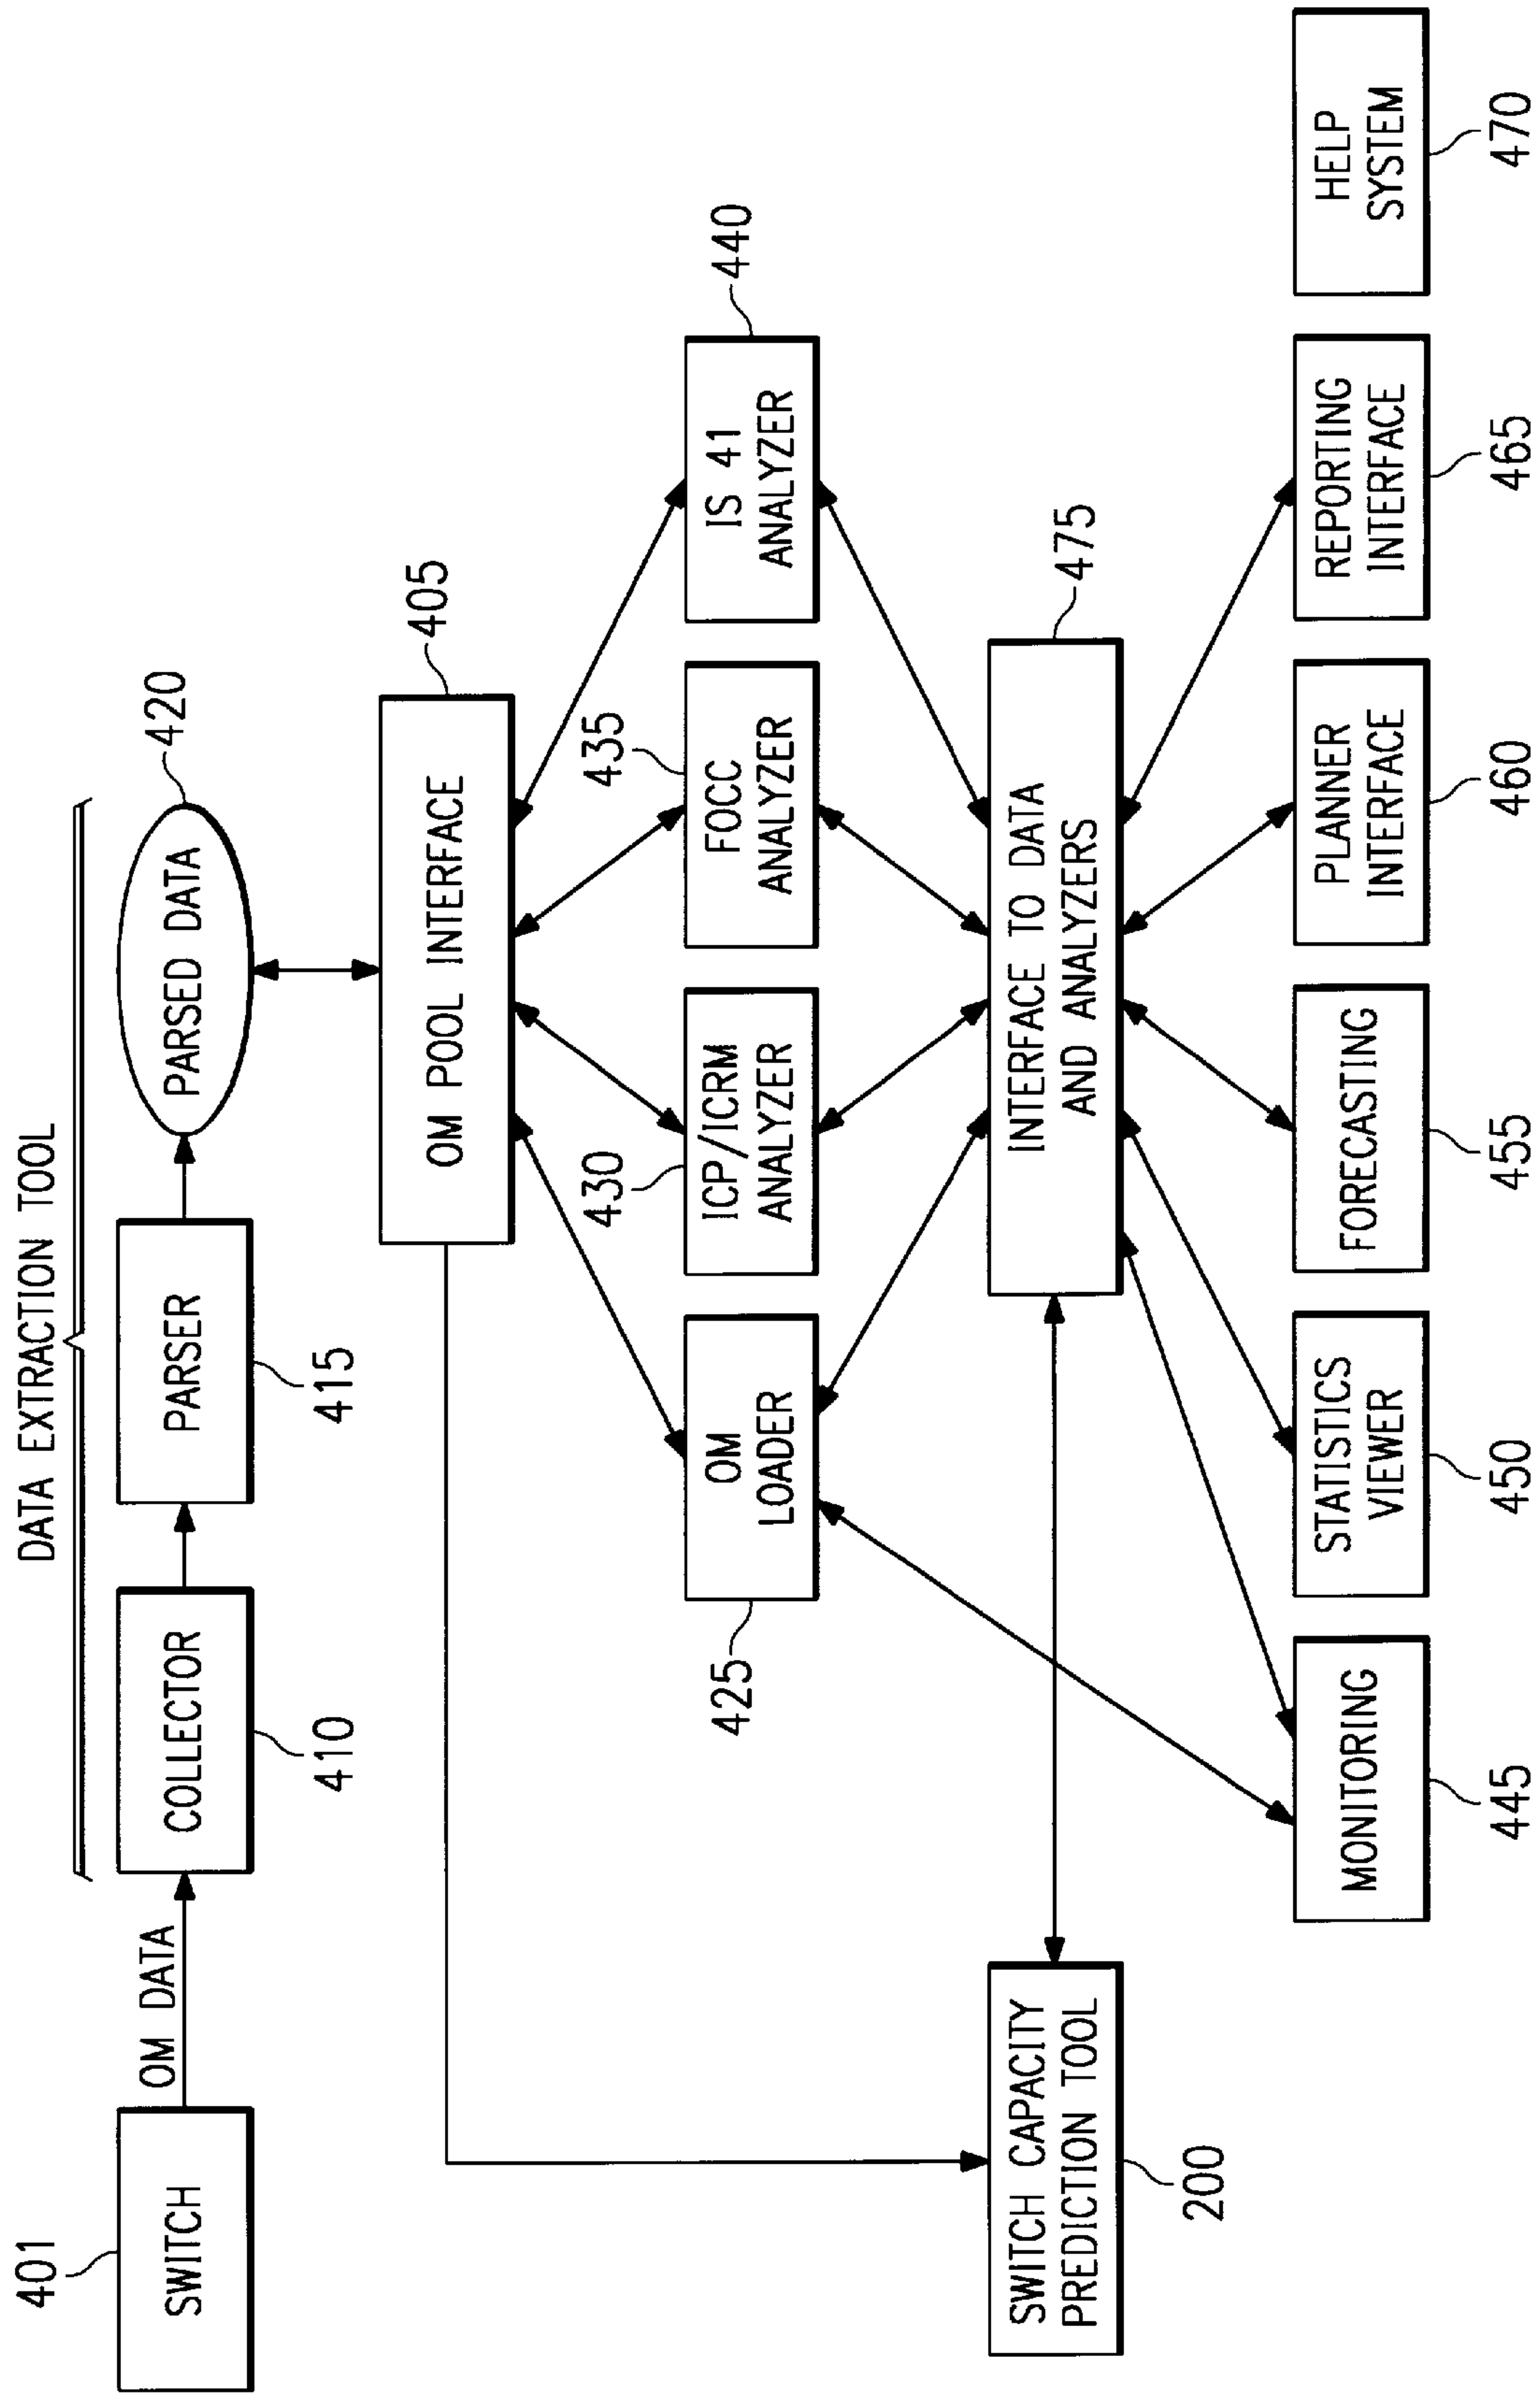 DATA EXTRACTION TOOL
401
SWITCH
OM DATA
COLLECTOR
410
PARSER
415
PARSED DATA
420
OM POOL INTERFACE
405
425
OM
LOADER
430
ICP/ICRM
ANALYZER
435
FOCC
ANALYZER
IS 41
ANALYZER
440
SWITCH CAPACITY
PREDICTION TOOL
200
INTERFACE TO DATA
AND ANALYZERS
475
MONITORING
445
STATISTICS
VIEWER
450
FORECASTING
455
PLANNER
INTERFACE
460
REPORTING
INTERFACE
465
HELP
SYSTEM
470